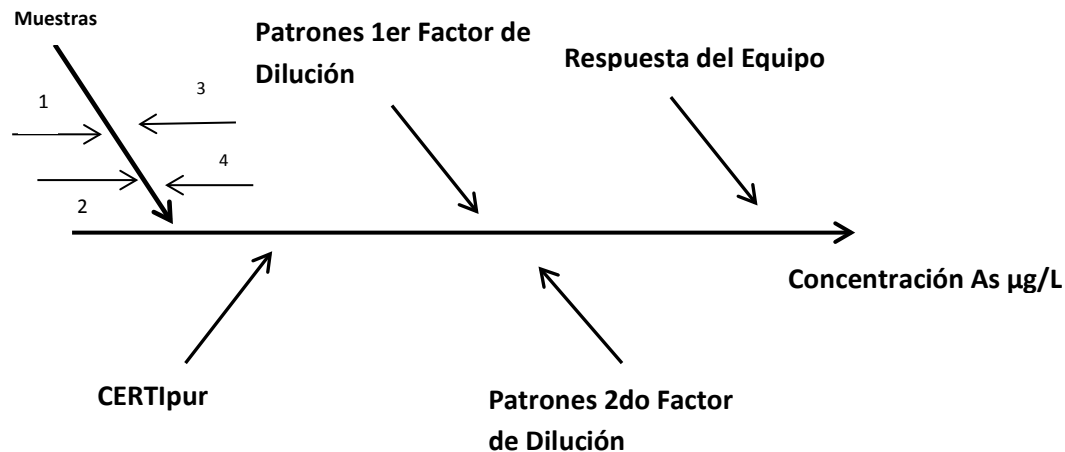 Muestras
Patrones 1er Factor de
Dilución
Respuesta del Equipo
1
3
4
2
Concentración As µg/L
CERTIpur
Patrones 2do Factor
de Dilución